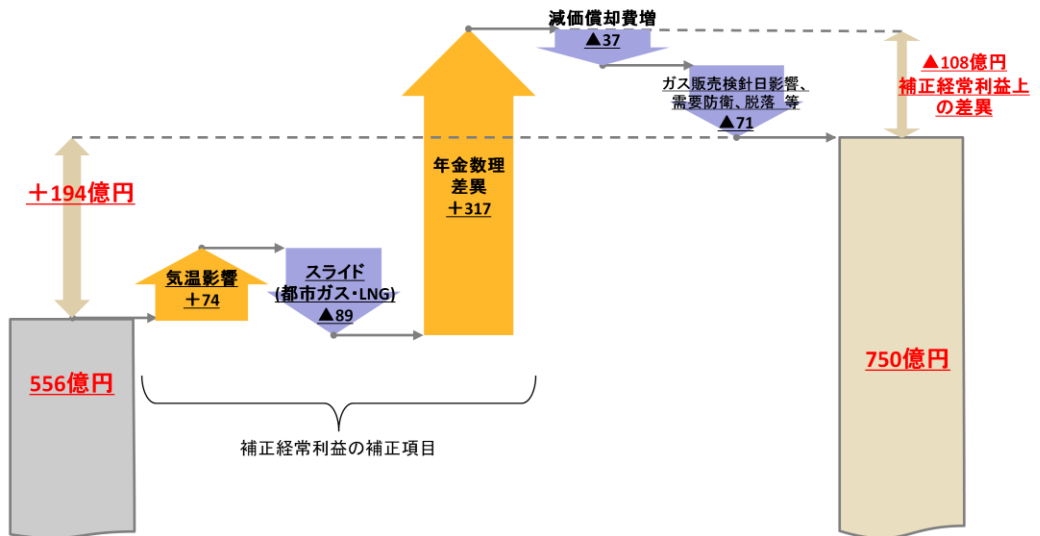 減価償却費増
▲37
▲108億円
補正経常利益上
の差異
ガス販売検針日影響、
需要防衛、脱落 等
▲71
年金数理
差異
＋317
＋194億円
気温影響
＋74
スライド
(都市ガス・LNG)
▲89
556億円
750億円
補正経常利益の補正項目